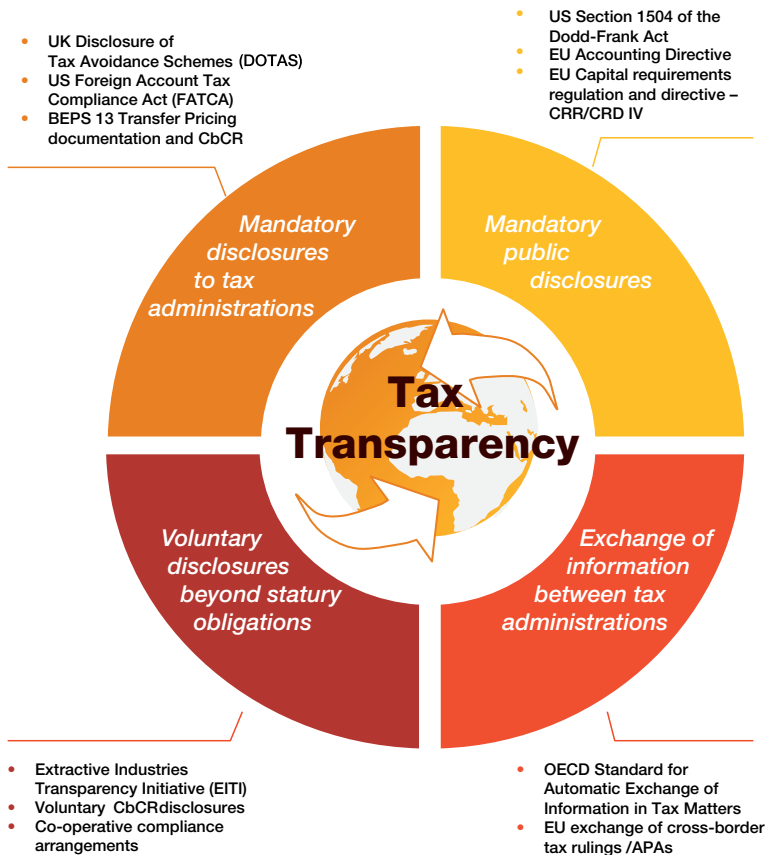 • UK Disclosure of
Tax Avoidance Schemes (DOTAS)
• US Foreign Account Tax
Compliance Act (FATCA)
• BEPS 13 Transfer Pricing
documentation and CbCR
• US Section 1504 of the
Dodd-Frank Act
• EU Accounting Directive
• EU Capital requirements
regulation and directive –
CRR/CRD IV
Mandatory
disclosures
to tax
administrations
Mandatory
public
disclosures
Tax
Transparency
Voluntary
disclosures
beyond statury
obligations
Exchange of
information
between tax
administrations
• Extractive Industries
Transparency Initiative (EITI)
• Voluntary CbCRdisclosures
• Co-operative compliance
arrangements
• OECD Standard for
Automatic Exchange of
Information in Tax Matters
• EU exchange of cross-border
tax rulings /APAs